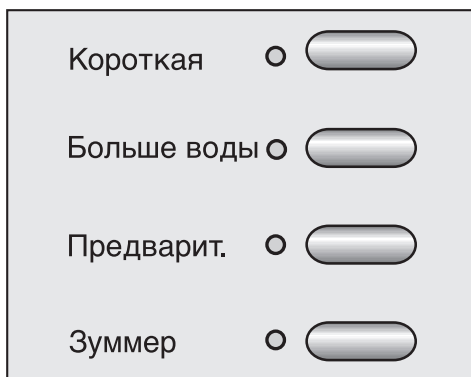 Короткая
Больше воды
Предварит.
Зуммер